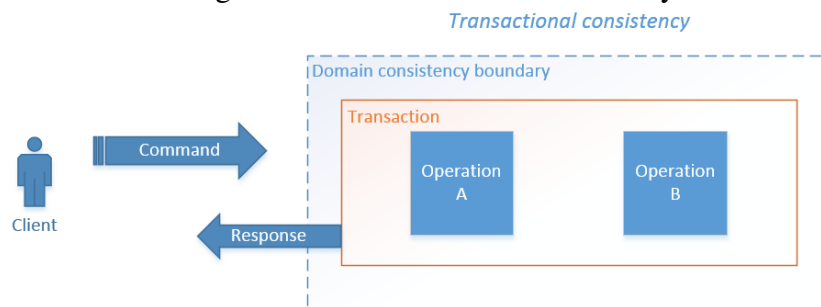 Transactional consistency
Domain consistency boundary
Transaction
Command
Operation
A
Operation
B
Client
Response